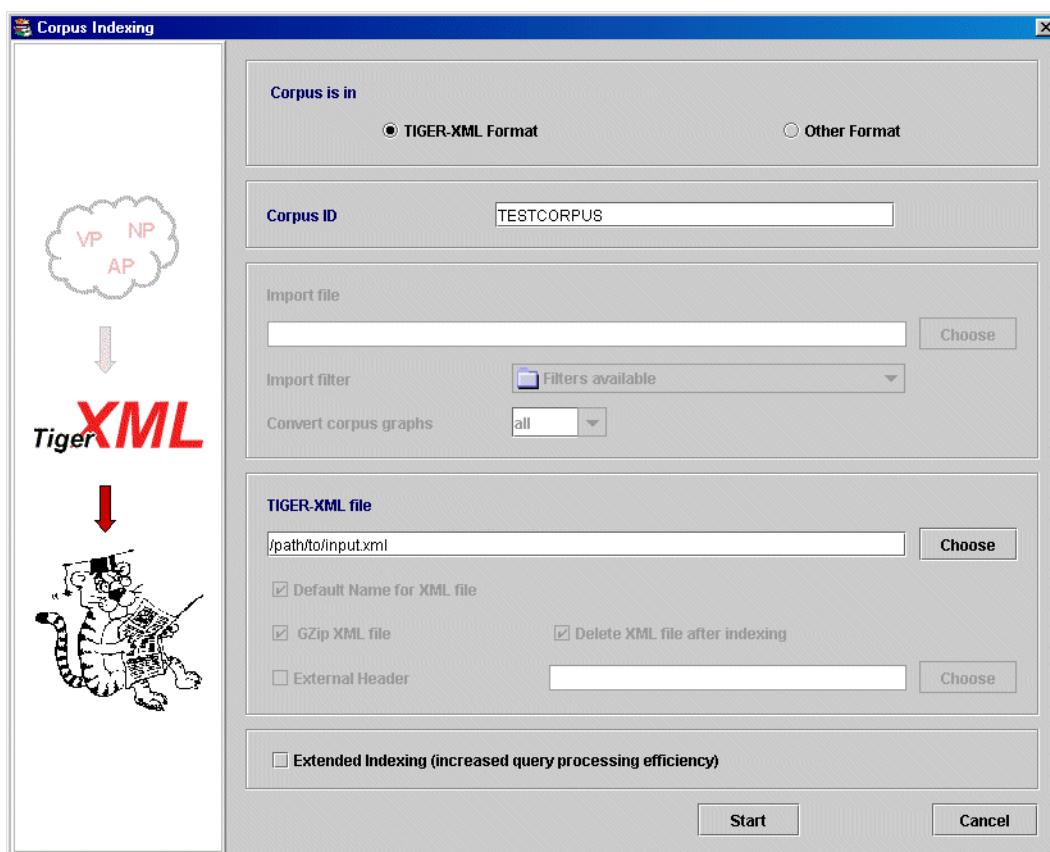 Corpus Indexing
Corpus is in
TIGER-XML Format
Other Format
Corpus ID
TESTCORPUS
VP
NP
AP
Import file
Choose
Import filter
Filters available
Convert corpus graphs
all
Tiger XML
TIGER-XML file
/path/to/input.xml
Choose
Default Name for XML file
GZip XML file
Delete XML file after indexing
External Header
Choose
Extended Indexing (increased query processing efficiency)
Start
Cancel